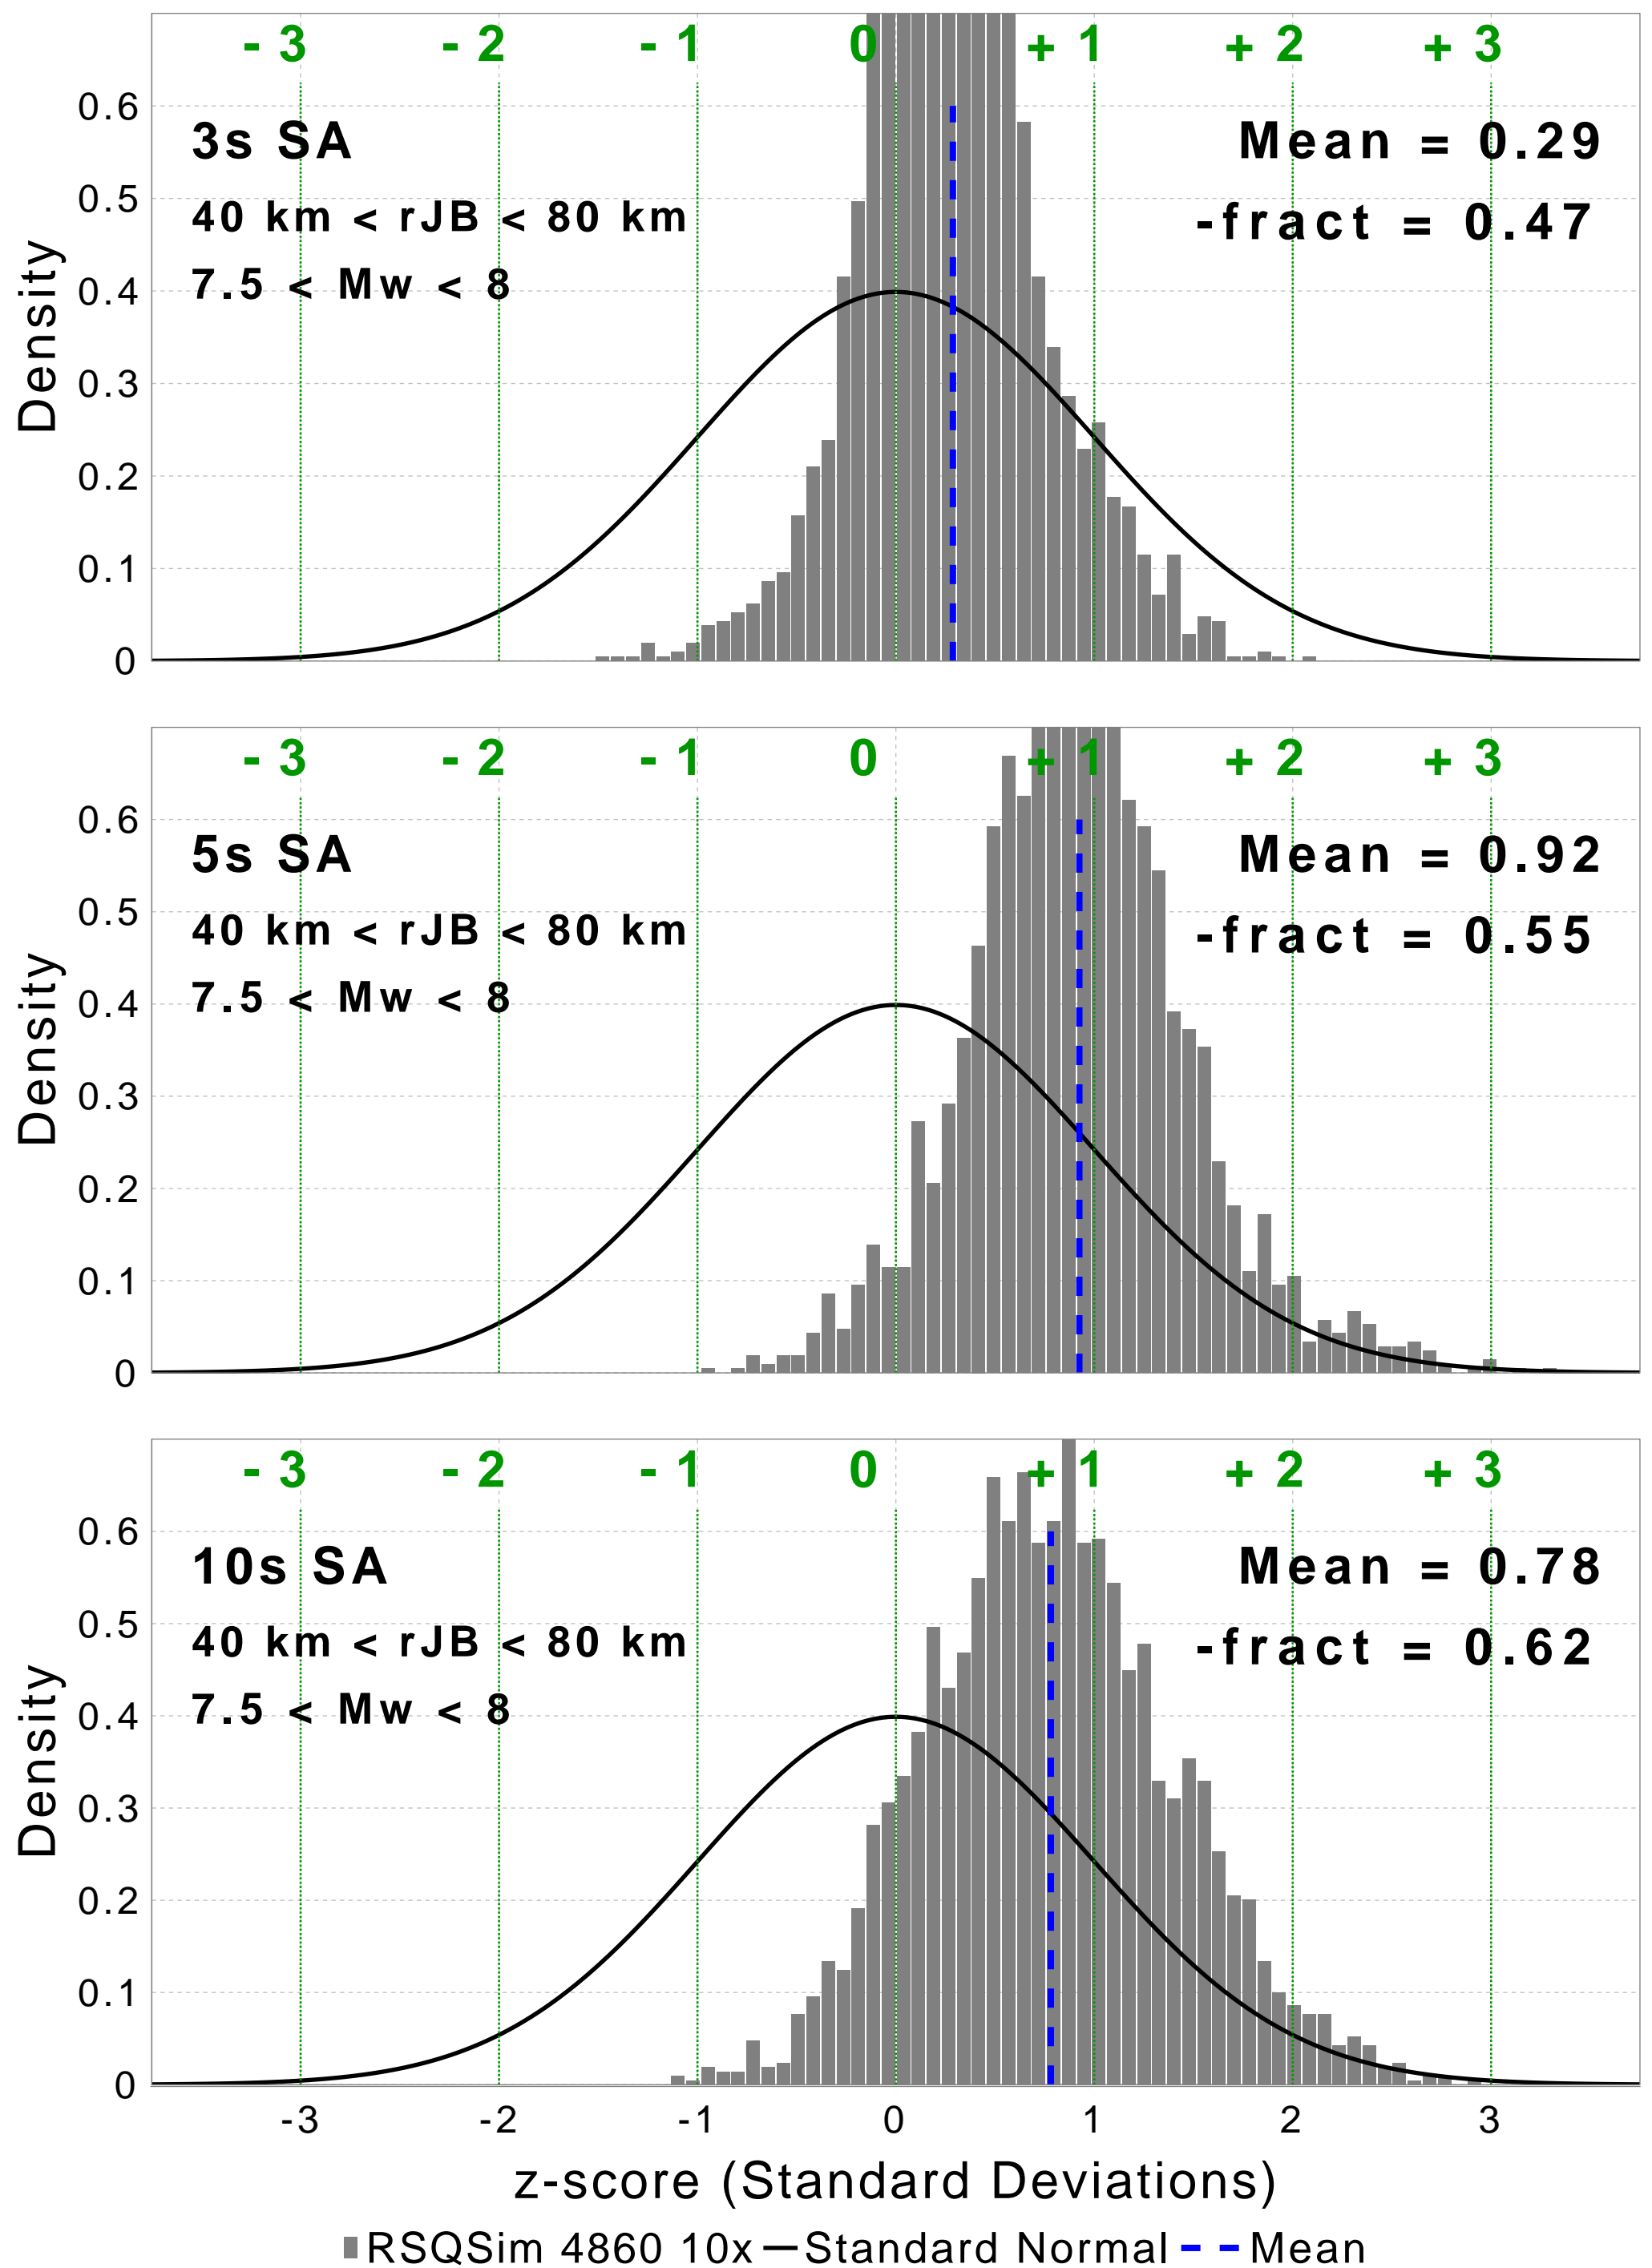 - 3 - 2 - 1 0 + 1 + 2 + 3
0.6
3s SA Mean = 0.29
0.5
40 km < rJB < 80 km -fract = 0.47
7.5 < Mw < 8
0.4
Density
0.3
0.2
0.1
0
- 3 - 2 - 1 0 + 1 + 2 + 3
0.6
5s SA Mean = 0.92
0.5
40 km < rJB < 80 km -fract = 0.55
7.5 < Mw < 8
0.4
Density
0.3
0.2
0.1
0
- 3 - 2 - 1 0 + 1 + 2 + 3
0.6
10s SA Mean = 0.78
0.5
40 km < rJB < 80 km -fract = 0.62
7.5 < Mw < 8
0.4
Density
0.3
0.2
0.1
0
-3 -2 -1 0 1 2 3
z-score (Standard Deviations)
RSQSim 4860 10x Standard Normal Mean